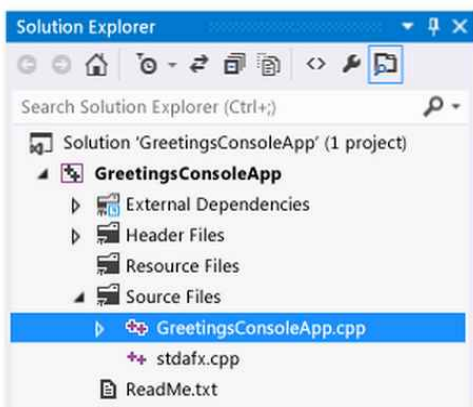 Solution Explorer
Search Solution Explorer (Ctrl+;)
Solution 'GreetingsConsoleApp' (1 project)
GreetingsConsoleApp
External Dependencies
Header Files
Resource Files
Source Files
GreetingsConsoleApp.cpp
stdafx.cpp
ReadMe.txt